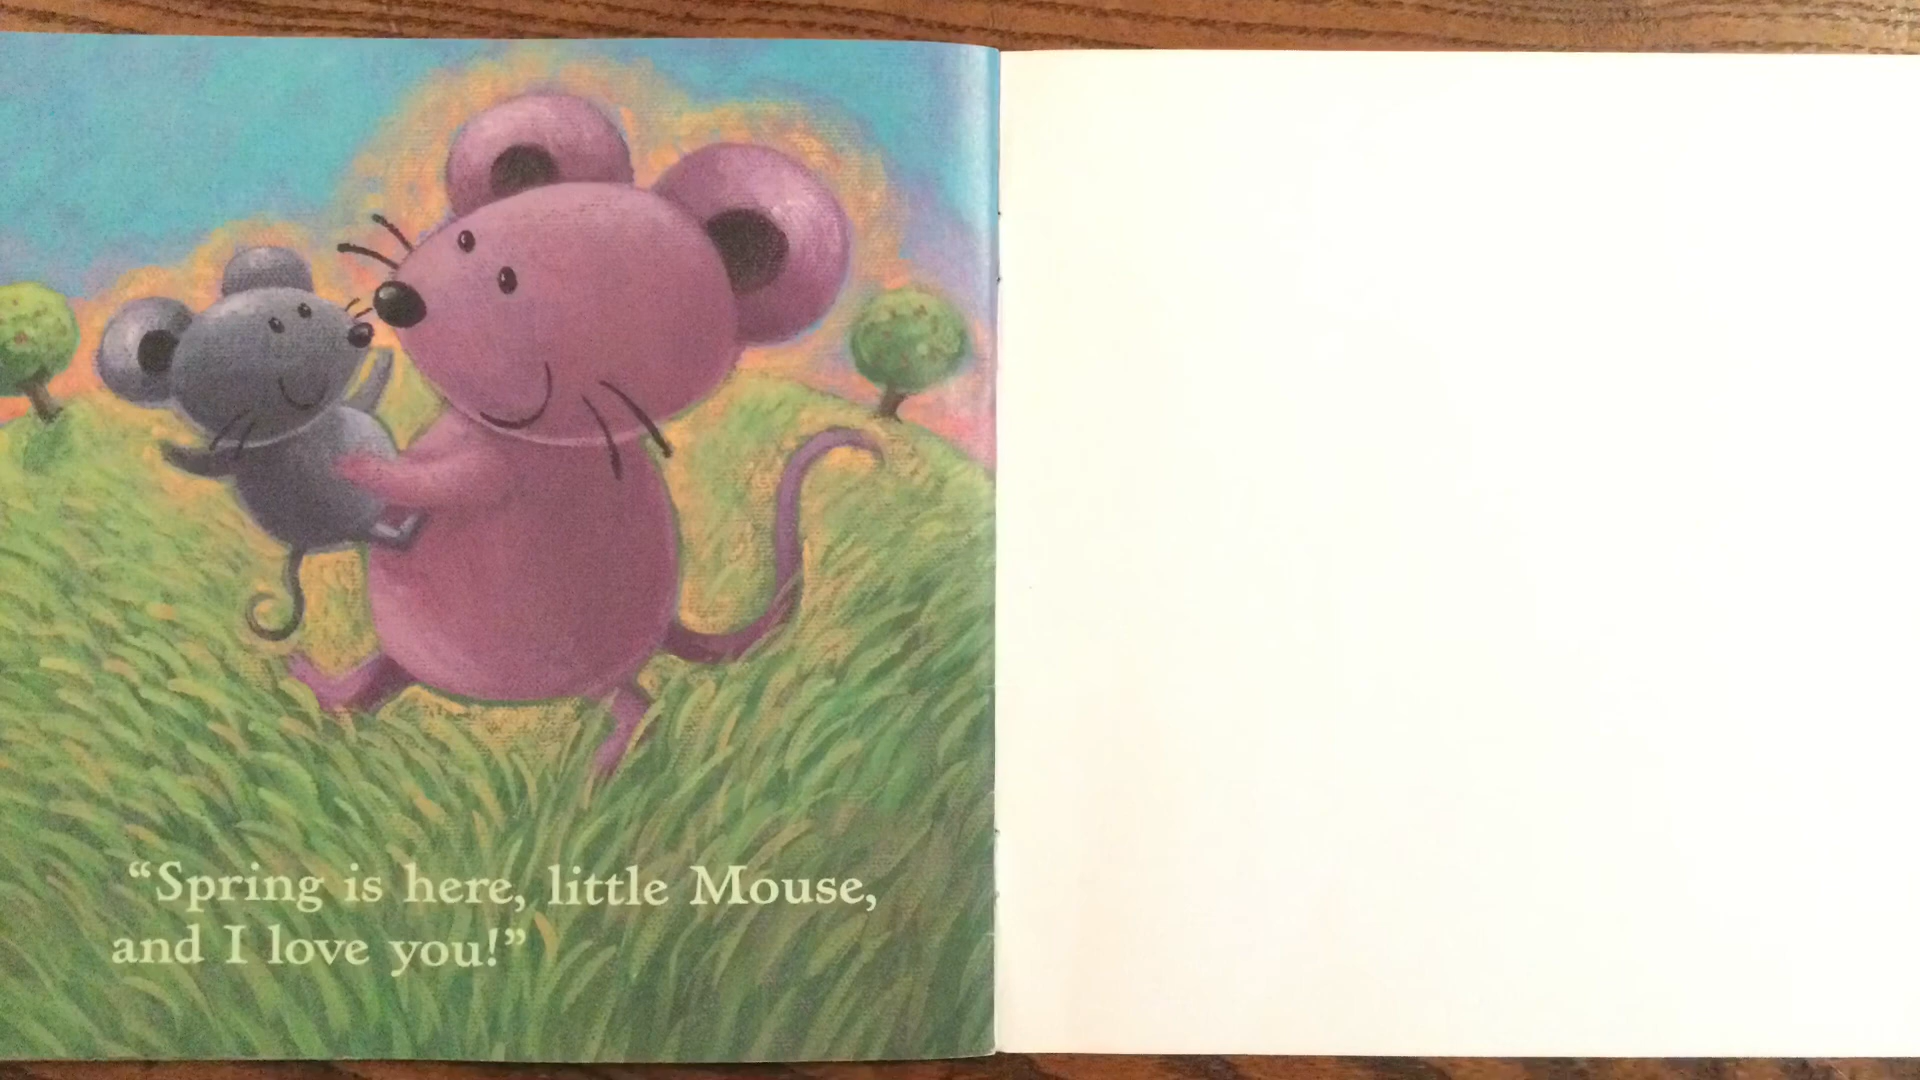 “Spring is here, little Mouse,
and I love you!”